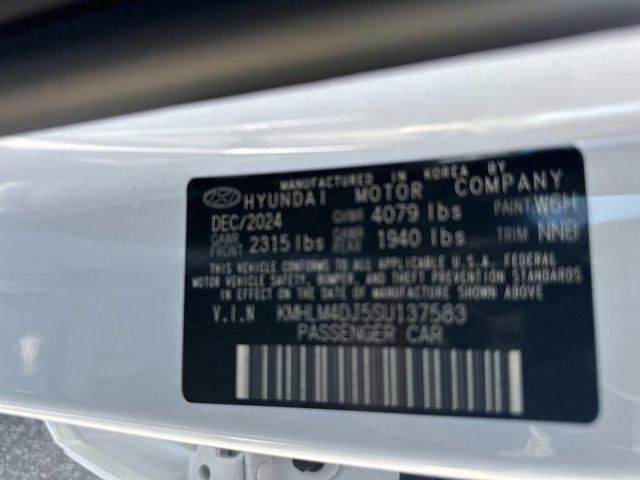 MANUFACTURED IN KOREA BY
HYUNDAI MOTOR COMPANY
DEC/2024 GVWR 4079 lbs PAINT WGH
GAWR FRONT 2315 lbs GAWR REAR 1940 lbs TRIM NNB
THIS VEHICLE CONFORMS TO ALL APPLICABLE U.S.A. FEDERAL
MOTOR VEHICLE SAFETY, BUMPER, AND THEFT PREVENTION STANDARDS
IN EFFECT ON THE DATE OF MANUFACTURE SHOWN ABOVE
V.I.N KMHLM4DJ5SU137583
PASSENGER CAR